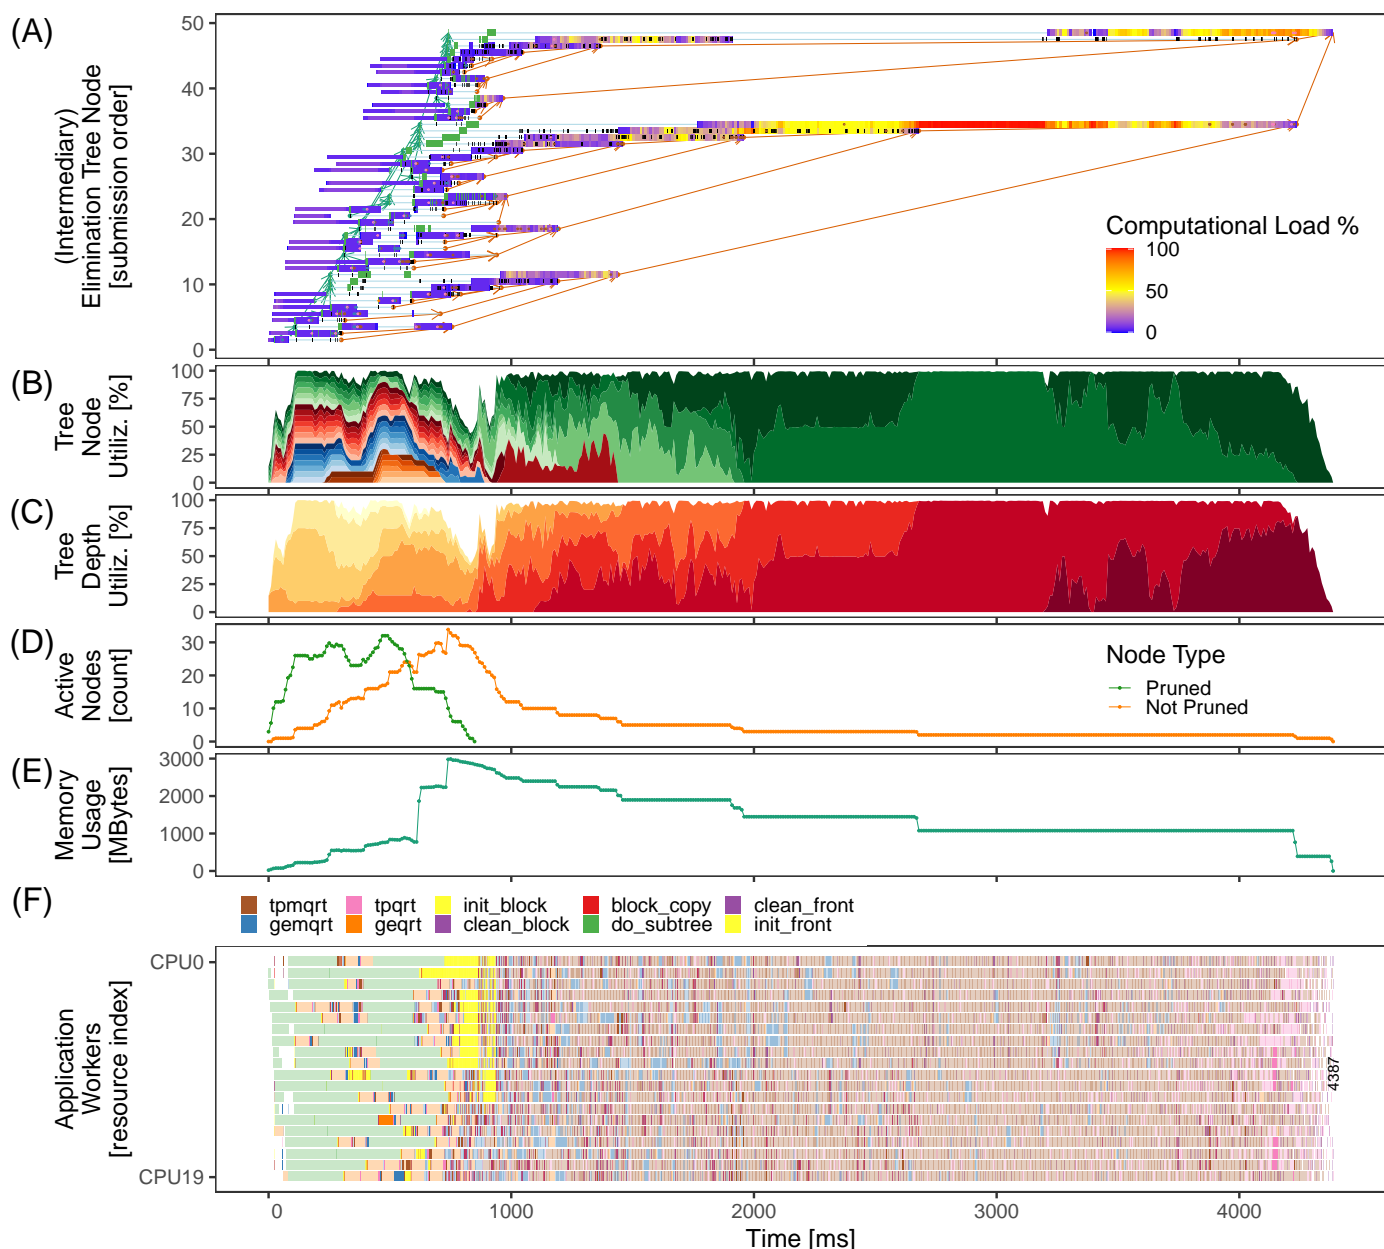 (A)
(Intermediary)
Elimination Tree Node
[submission order]
50
40
30
20
10
0
Computational Load %
100
50
0
(B)
Tree
Node
Utiliz. [%]
100
75
50
25
0
(C)
Tree
Depth
Utiliz. [%]
100
75
50
25
0
(D)
Active
Nodes
[count]
30
20
10
0
Node Type
Pruned
Not Pruned
(E)
Memory
Usage
[MBytes]
3000
2000
1000
0
(F)
tpmqrt tpqrt init_block block_copy clean_front
gemqrt geqrt clean_block do_subtree init_front
Application
Workers
[resource index]
CPU0
CPU19
4387
0 1000 2000 3000 4000
Time [ms]